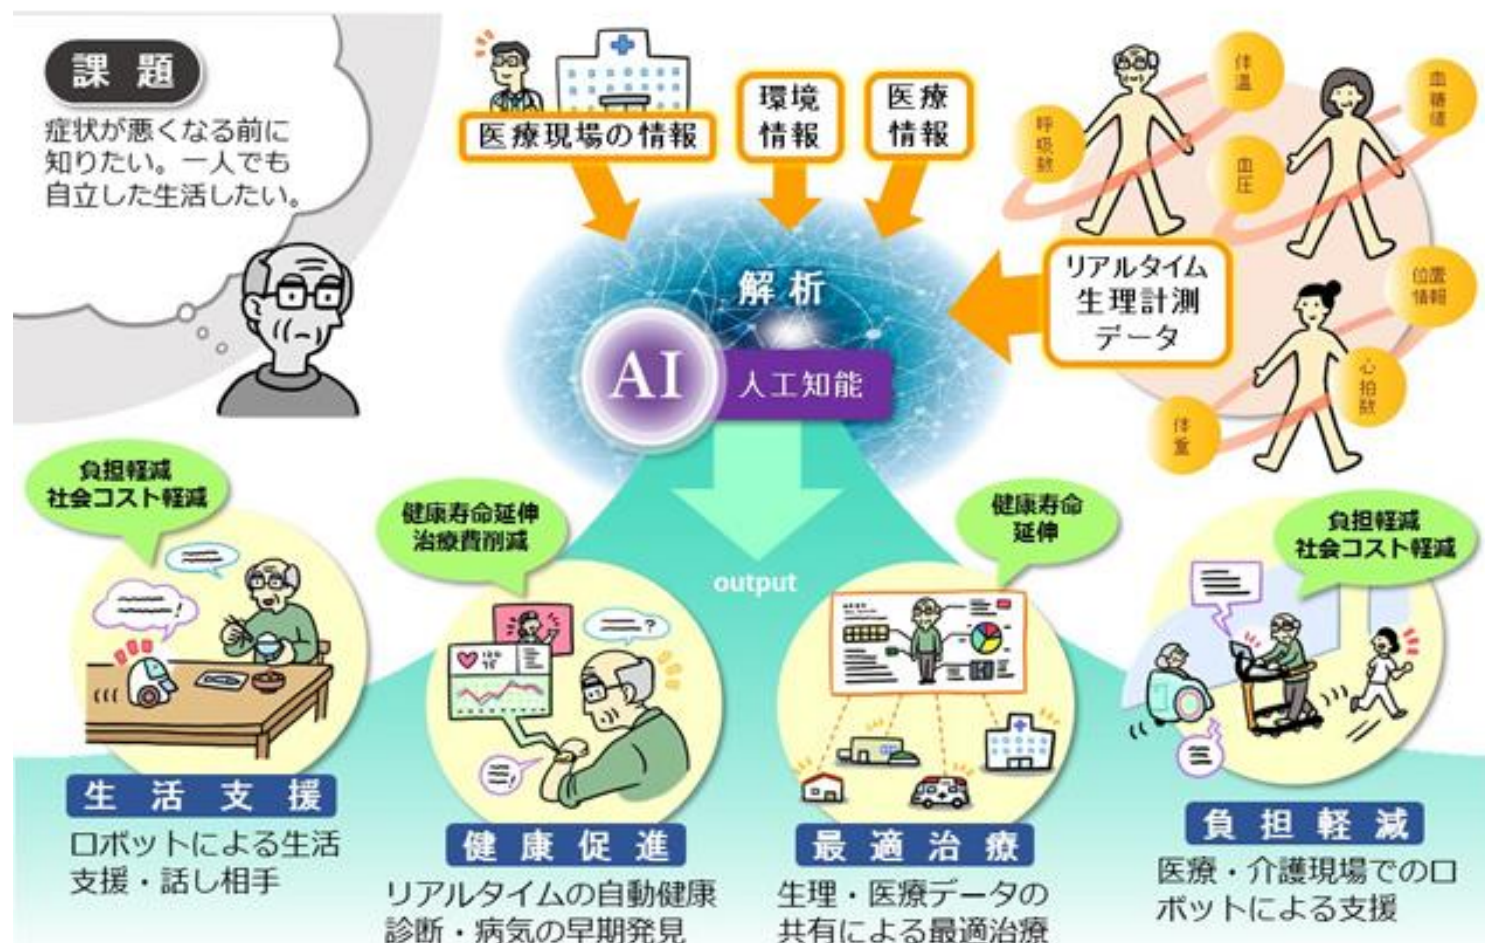 課題
症状が悪くなる前に
知りたい。一人でも
自立した生活したい。
医療現場の情報
環境
情報
医療
情報
体温
血糖値
呼吸数
血圧
リアルタイム
生理計測
データ
位置
情報
心拍数
体重
解析
AI
人工知能
output
負担軽減
社会コスト軽減
健康寿命延伸
治療費削減
健康寿命
延伸
負担軽減
社会コスト軽減
生活支援
ロボットによる生活
支援・話し相手
健康促進
リアルタイムの自動健康
診断・病気の早期発見
最適治療
生理・医療データの
共有による最適治療
負担軽減
医療・介護現場でのロ
ボットによる支援